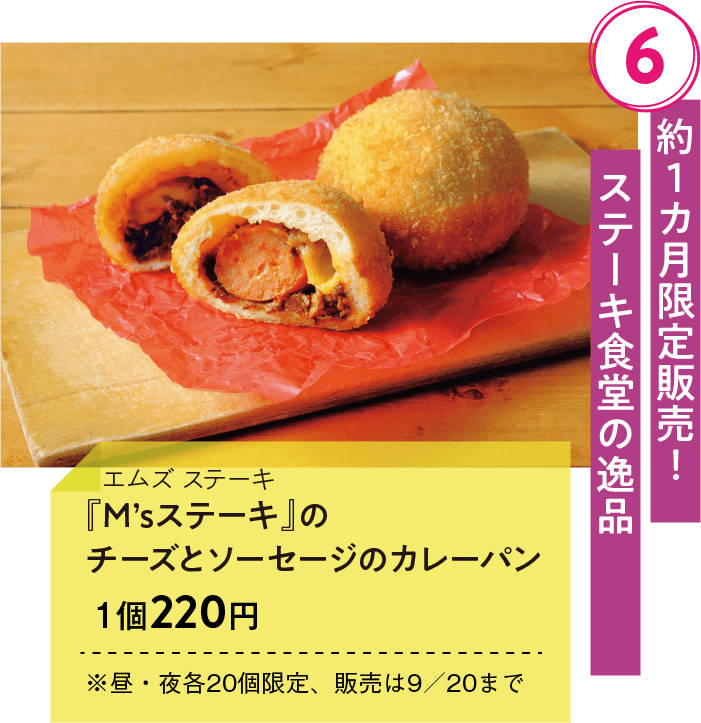 6
約1カ月限定販売！
ステーキ食堂の逸品
エムズ ステーキ
『M’sステーキ』の
チーズとソーセージのカレーパン
1個220円
※昼・夜各20個限定、販売は9／20まで